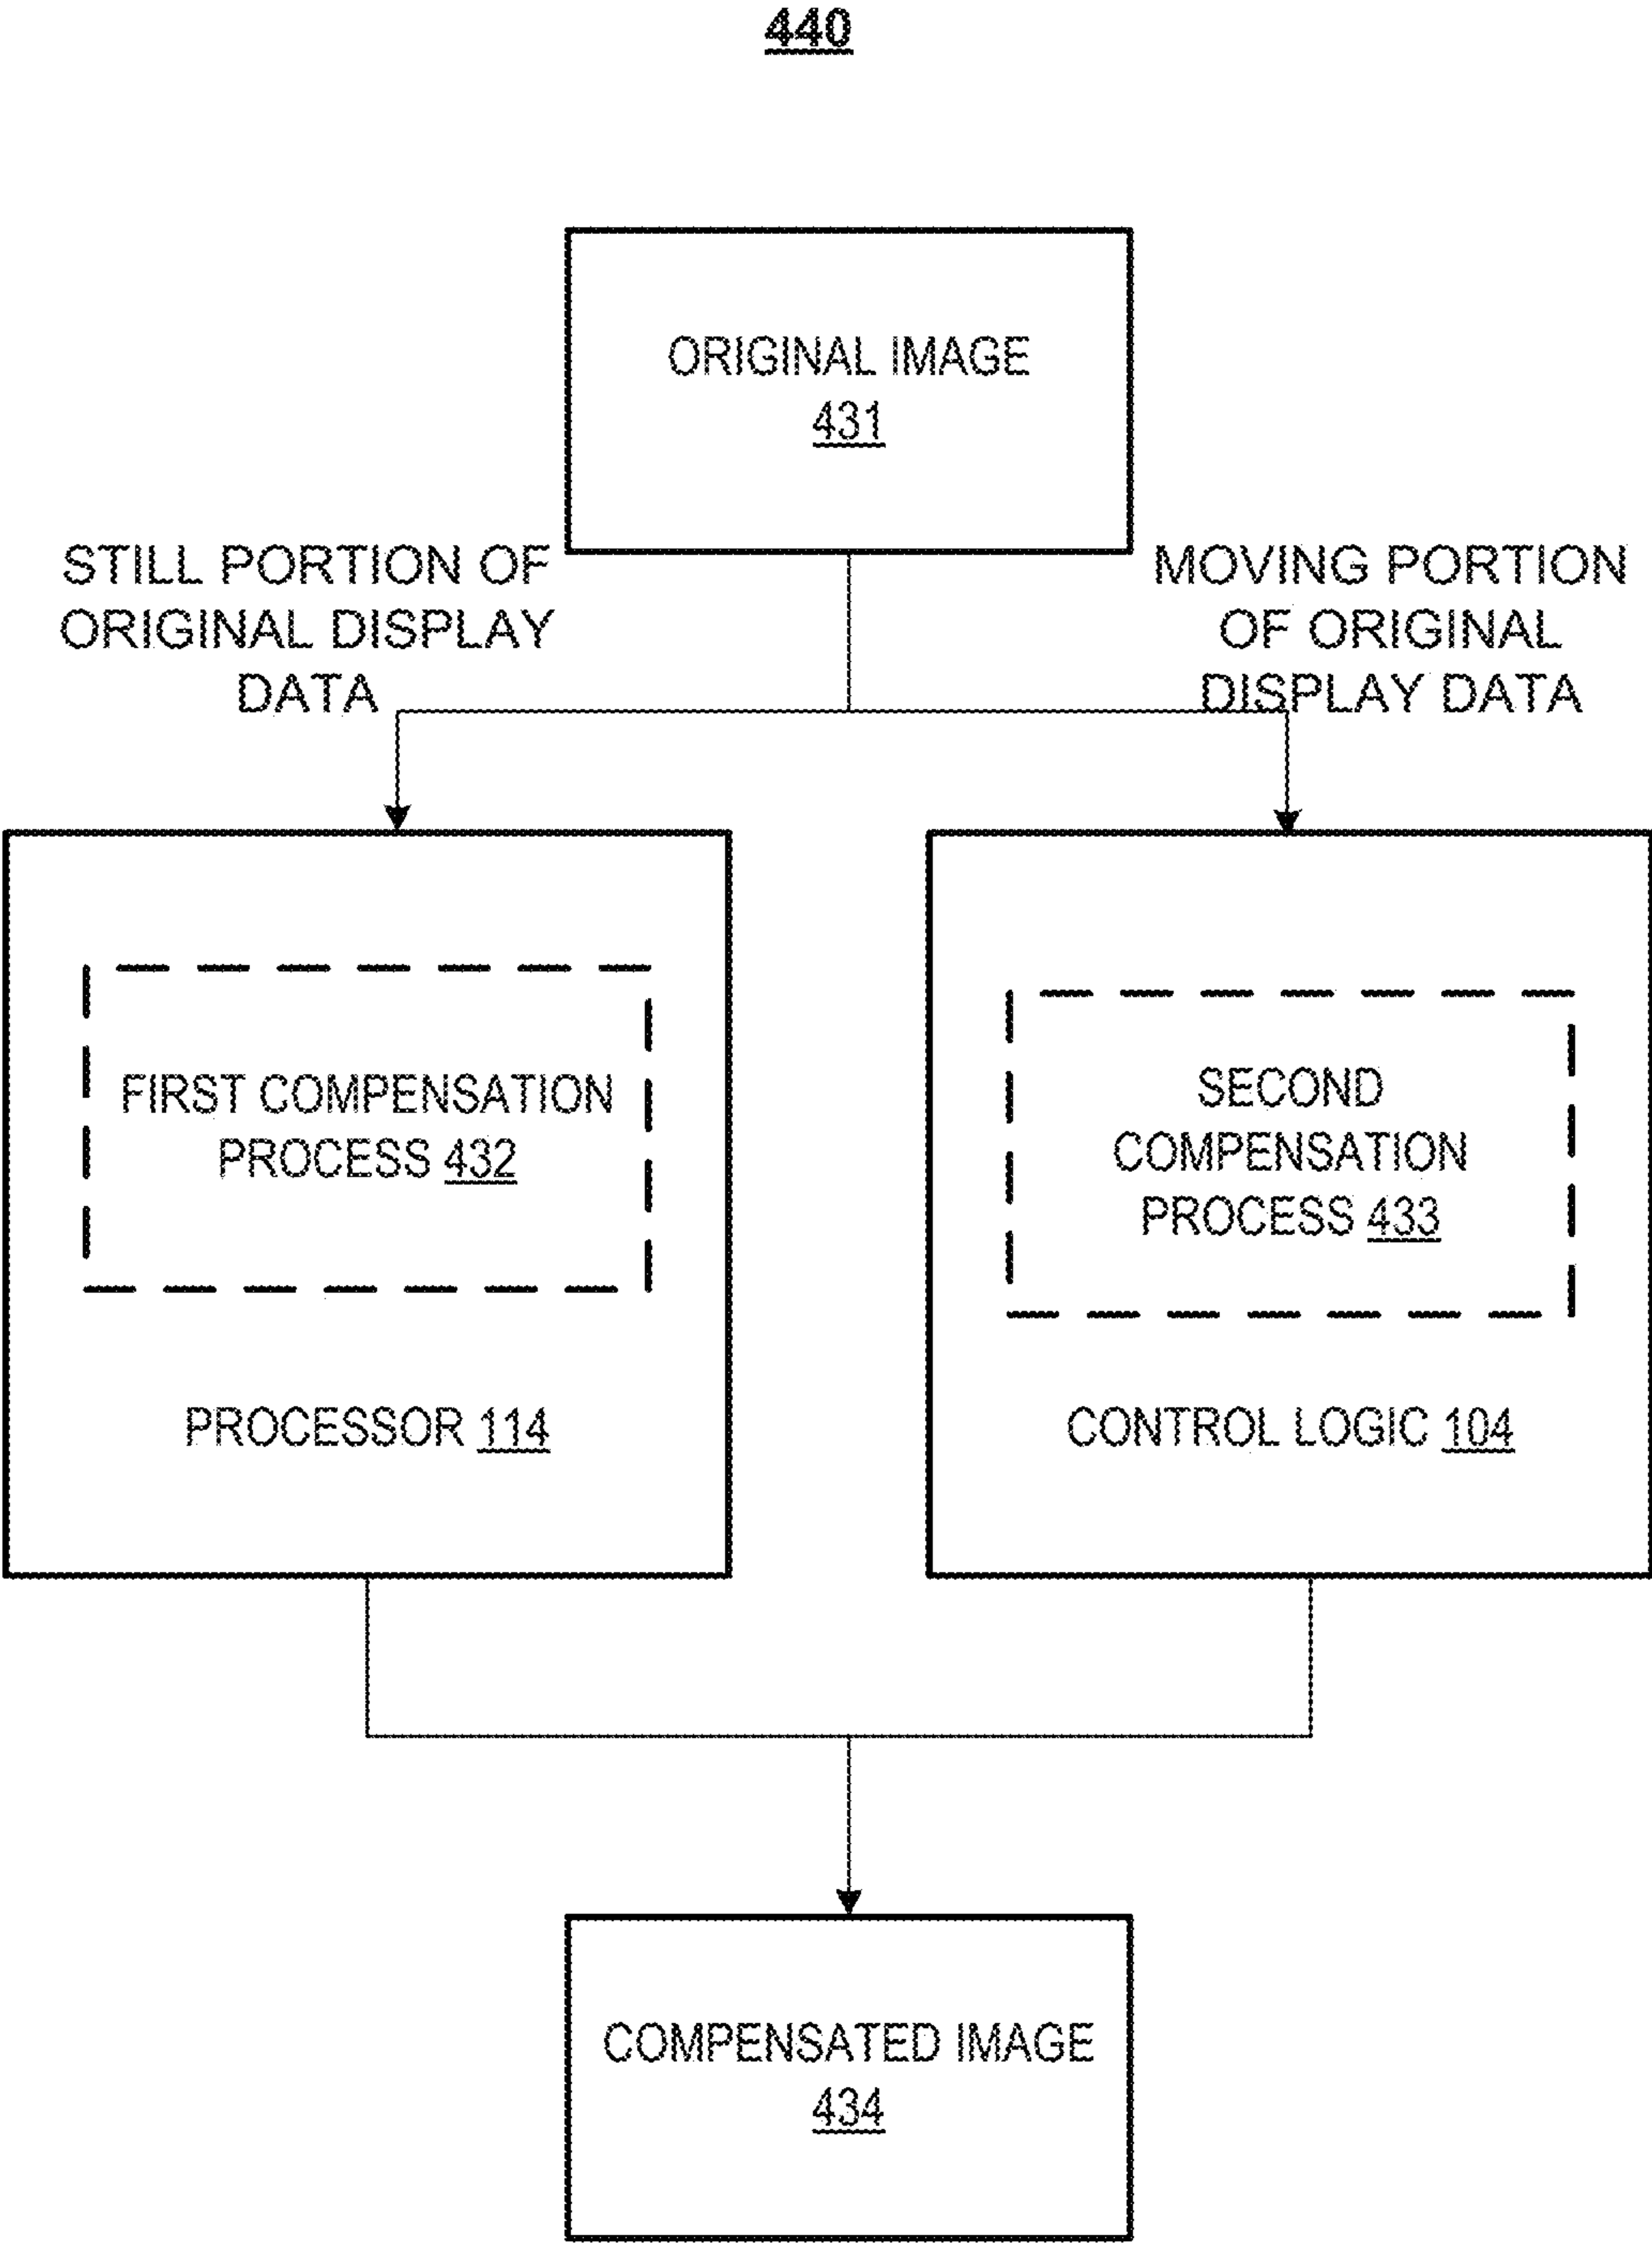 440
ORIGINAL IMAGE
431
STILL PORTION OF
ORIGINAL DISPLAY
DATA
MOVING PORTION
OF ORIGINAL
DISPLAY DATA
FIRST COMPENSATION
PROCESS 432
PROCESSOR 114
SECOND
COMPENSATION
PROCESS 433
CONTROL LOGIC 104
COMPENSATED IMAGE
434